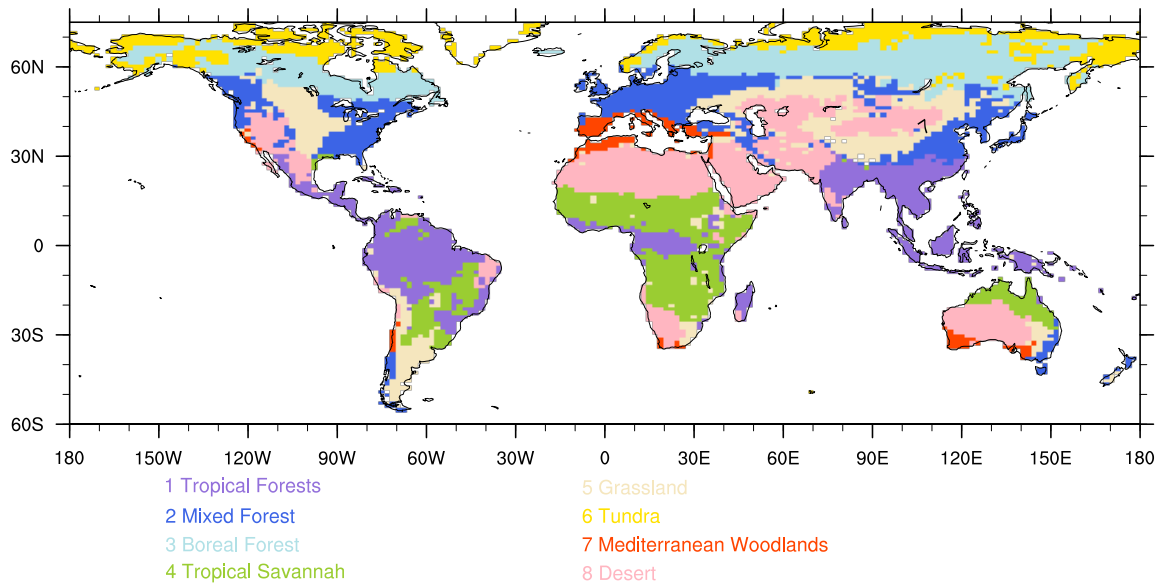 60N
30N
0
30S
60S
180 150W 120W 90W 60W 30W 0 30E 60E 90E 120E 150E 180
1 Tropical Forests
2 Mixed Forest
3 Boreal Forest
4 Tropical Savannah
5 Grassland
6 Tundra
7 Mediterranean Woodlands
8 Desert